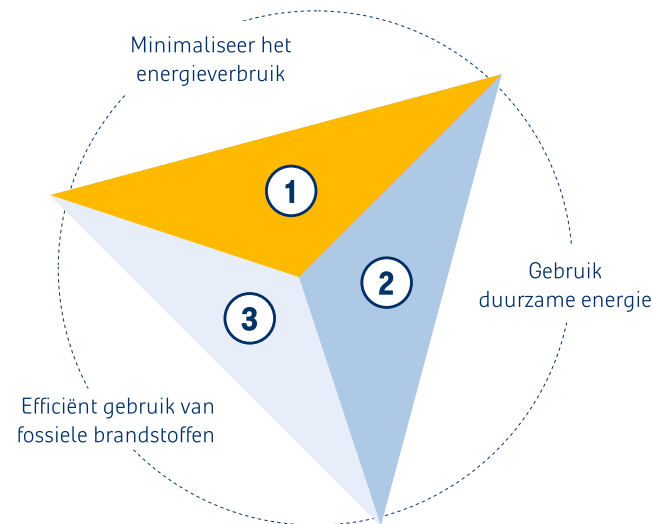 Minimaliseer het
energieverbruik
1
2
Gebruik
duurzame energie
3
Efficiënt gebruik van
fossiele brandstoffen